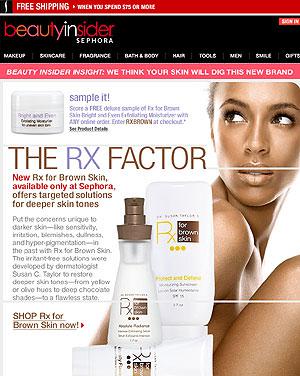 FREE SHIPPING > WHEN YOU SPEND $75 OR MORE
SIGN IN
beautyinsider
SEPHORA
MAKEUP SKINCARE FRAGRANCE BATH & BODY HAIR TOOLS MEN SMILE
BEAUTY INSIDER INSIGHT: WE THINK YOUR SKIN WILL DIG THIS NEW BRAND
sample it!
Score a FREE deluxe sample of Rx for Brown
Skin Bright and Even Exfoliating Moisturizer with
ANY online order. Enter RXBROWN at checkout.*
See Product Details
Bright and Even
Exfoliating Moisturizer
THE RX FACTOR
New Rx for Brown Skin,
available only at Sephora,
offers targeted solutions
for deeper skin tones
Put the concerns unique to
darker skin—like sensitivity,
irritation, blemishes, dullness,
and hyper-pigmentation—in
the cast with Rx for Brown Skin.
The irritant-free solutions were
developed by dermatologist
Susan C. Taylor to restore
deeper skin tones—from yellow
or olive hues to deep chocolate
shades—to a flawless state.
SHOP Rx for
Brown Skin now!
DR. SUSAN TAYLOR'S
Rx for brown skin
Protect and Defend
Moisturizing Sunscreen
SPF 15
Rx
for
brown
skin
Absolute Radiance